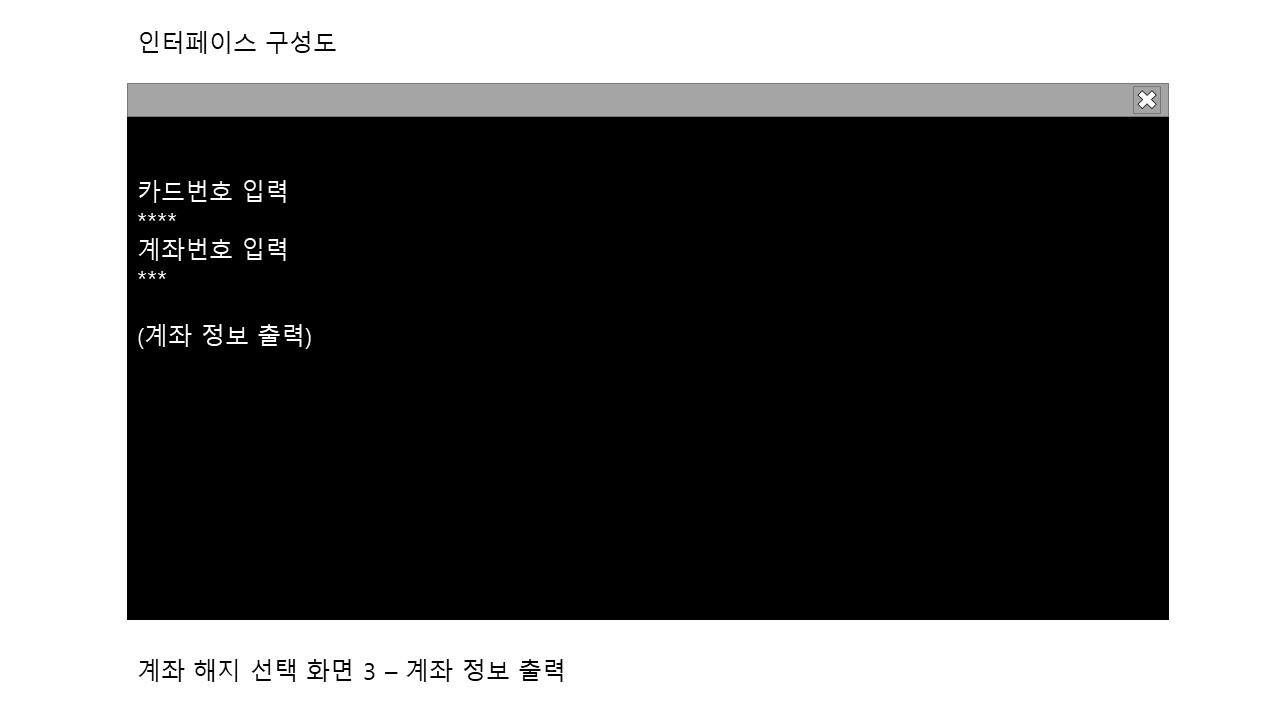 인터페이스 구성도
카드번호 입력
****
계좌번호 입력
***
(계좌 정보 출력)
계좌 해지 선택 화면 3 – 계좌 정보 출력